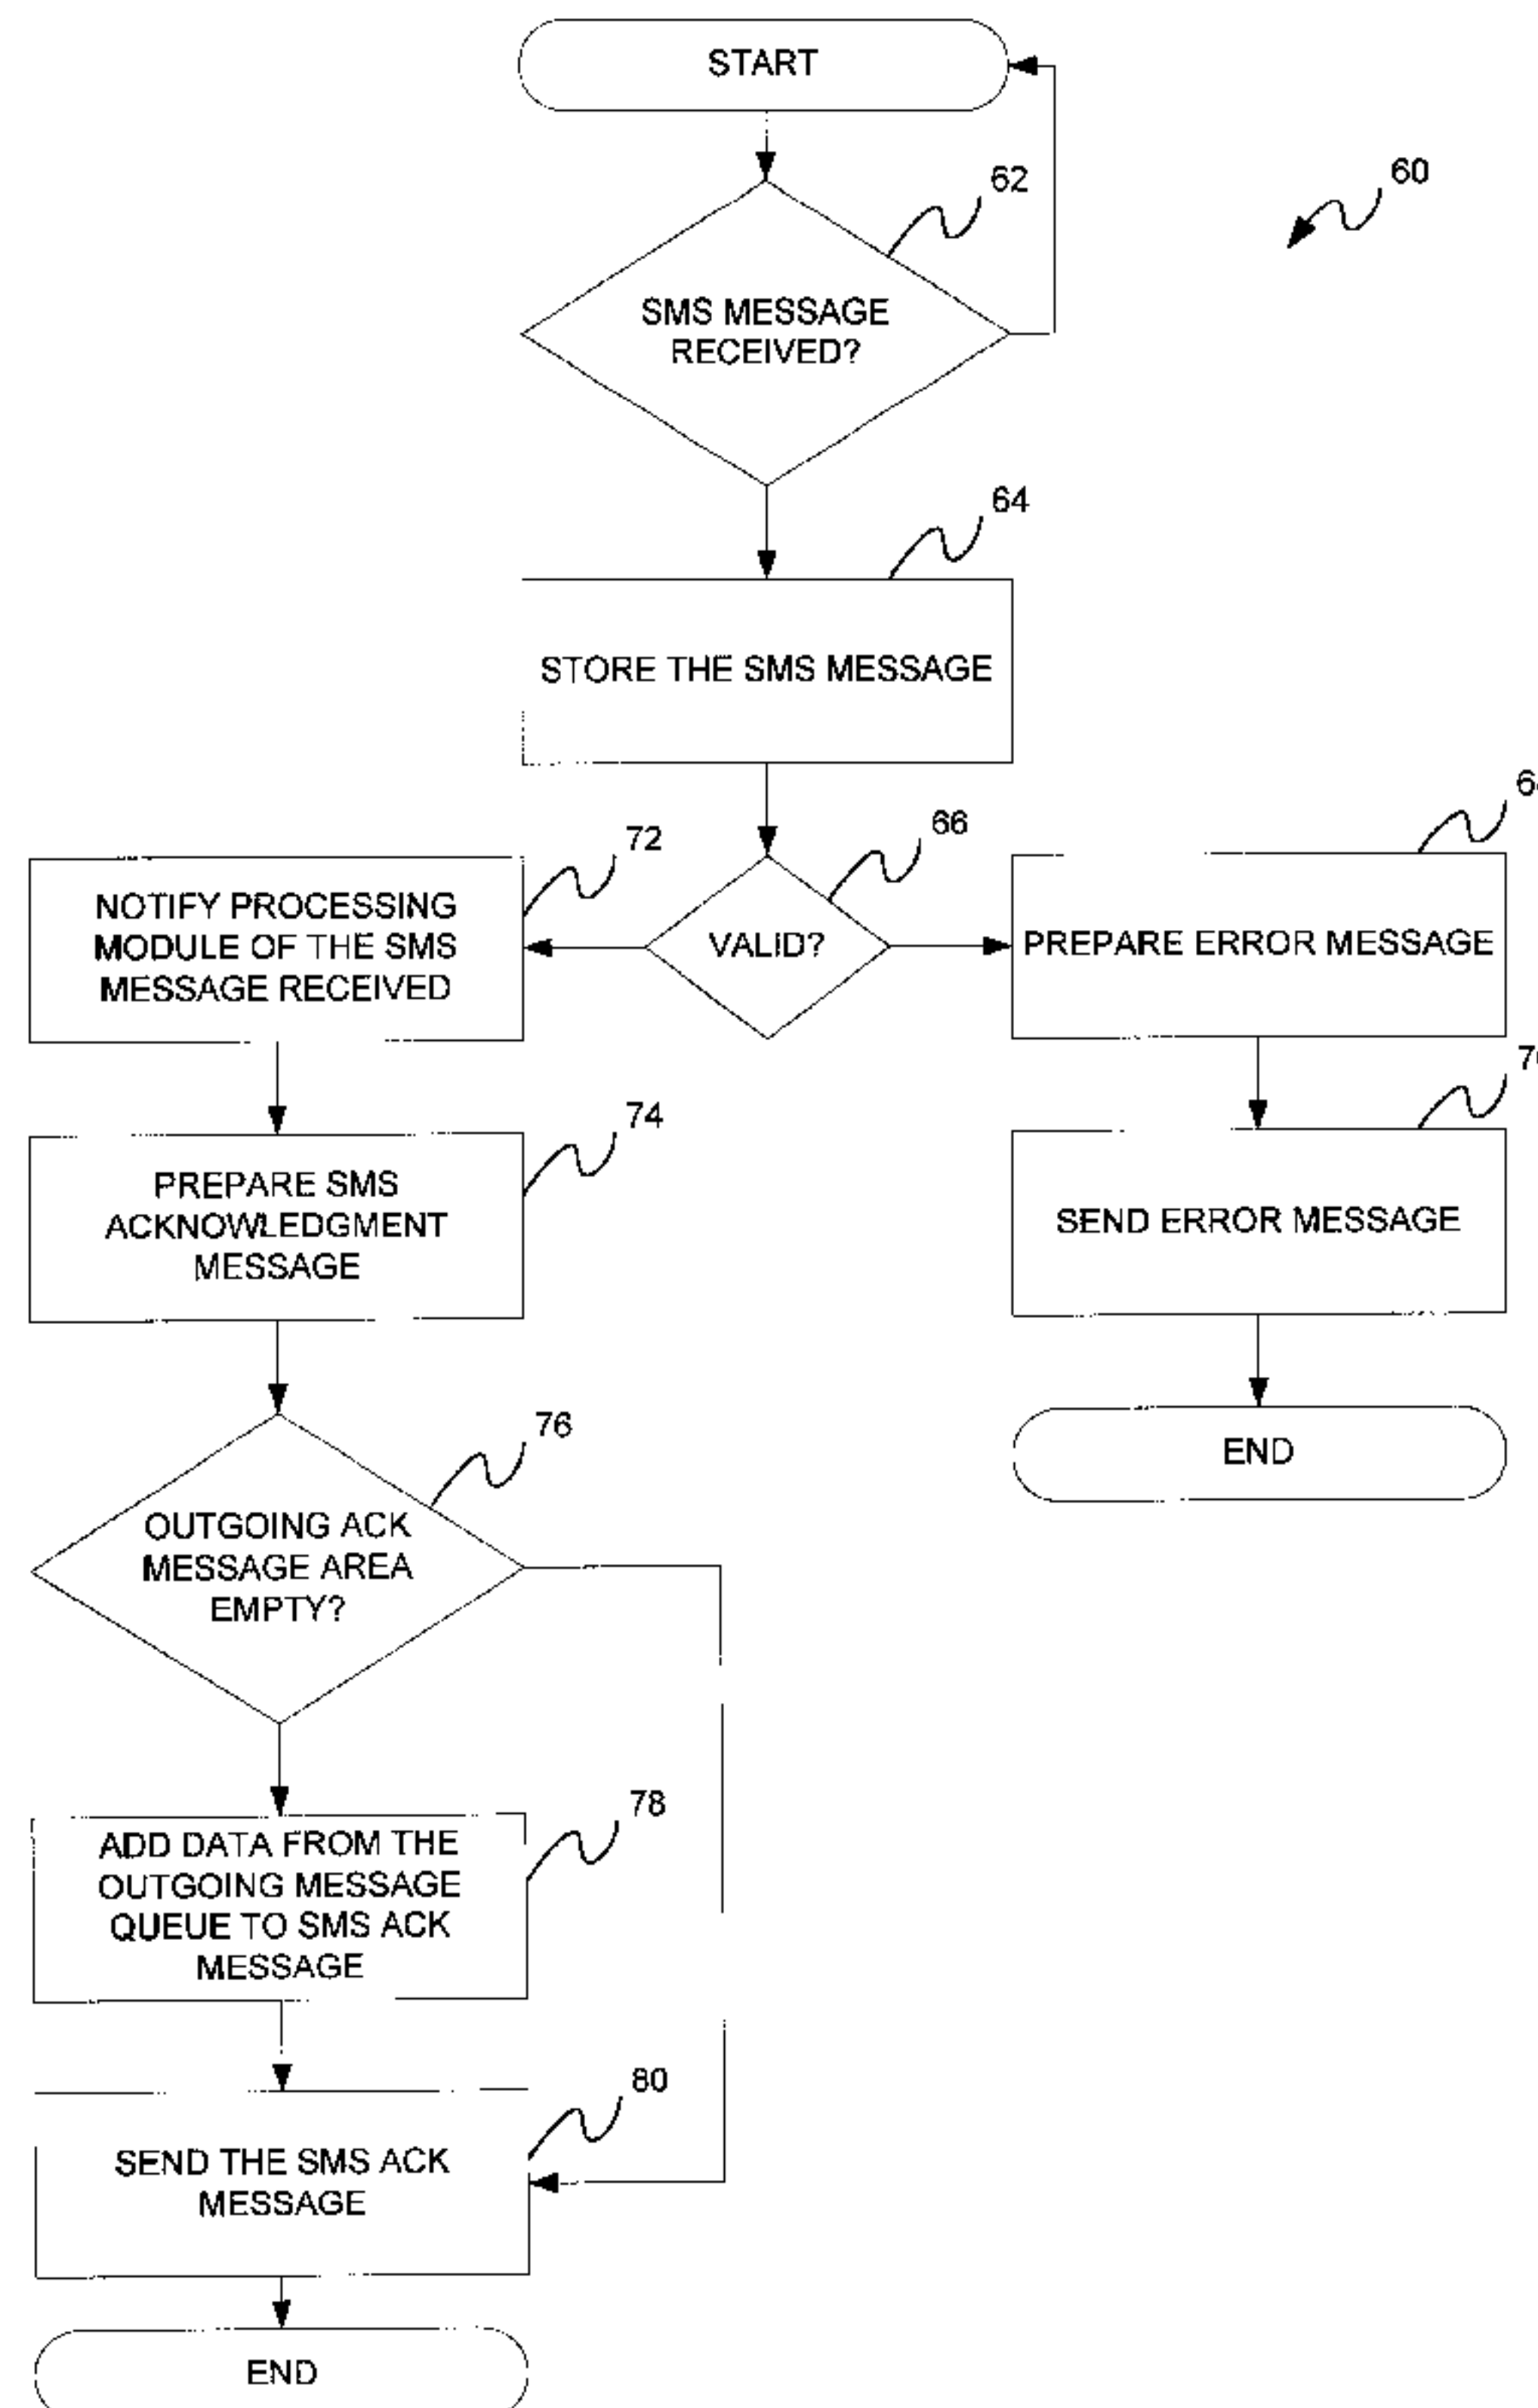 START
62
60
SMS MESSAGE
RECEIVED?
64
STORE THE SMS MESSAGE
66
72
NOTIFY PROCESSING
MODULE OF THE SMS
MESSAGE RECEIVED
VALID?
PREPARE ERROR MESSAGE
74
PREPARE SMS
ACKNOWLEDGMENT
MESSAGE
SEND ERROR MESSAGE
76
END
OUTGOING ACK
MESSAGE AREA
EMPTY?
78
ADD DATA FROM THE
OUTGOING MESSAGE
QUEUE TO SMS ACK
MESSAGE
80
SEND THE SMS ACK
MESSAGE
END